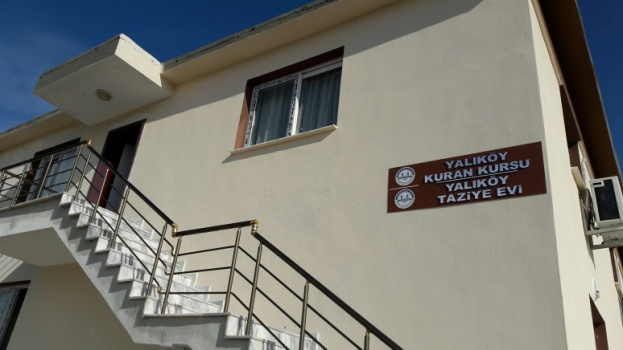 YALIKÖY
KURAN KURSU
YALIKÖY
TAZİYE EVİ